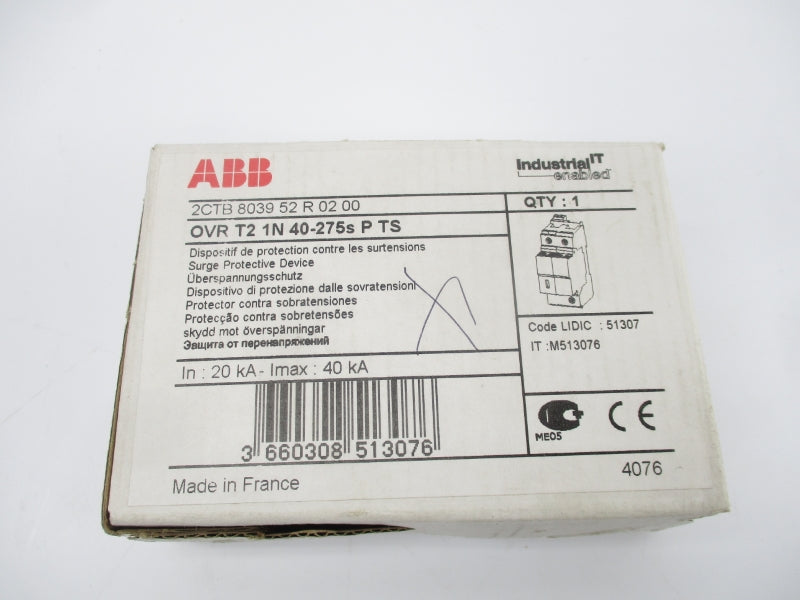 ABB
Industrial IT
enabled
2CTB 8039 52 R 02 00
QTY : 1
OVR T2 1N 40-275s P TS
Dispositif de protection contre les surtensions
Surge Protective Device
Überspannungsschutz
Dispositivo di protezione dalle sovratensioni
Protector contra sobratensiones
Protecção contra sobretensões
skydd mot överspänningar
Защита от перенапряжений
Code LIDIC : 51307
IT :M513076
In : 20 kA - Imax : 40 kA
3 660308 513076
ME05
CE
4076
Made in France